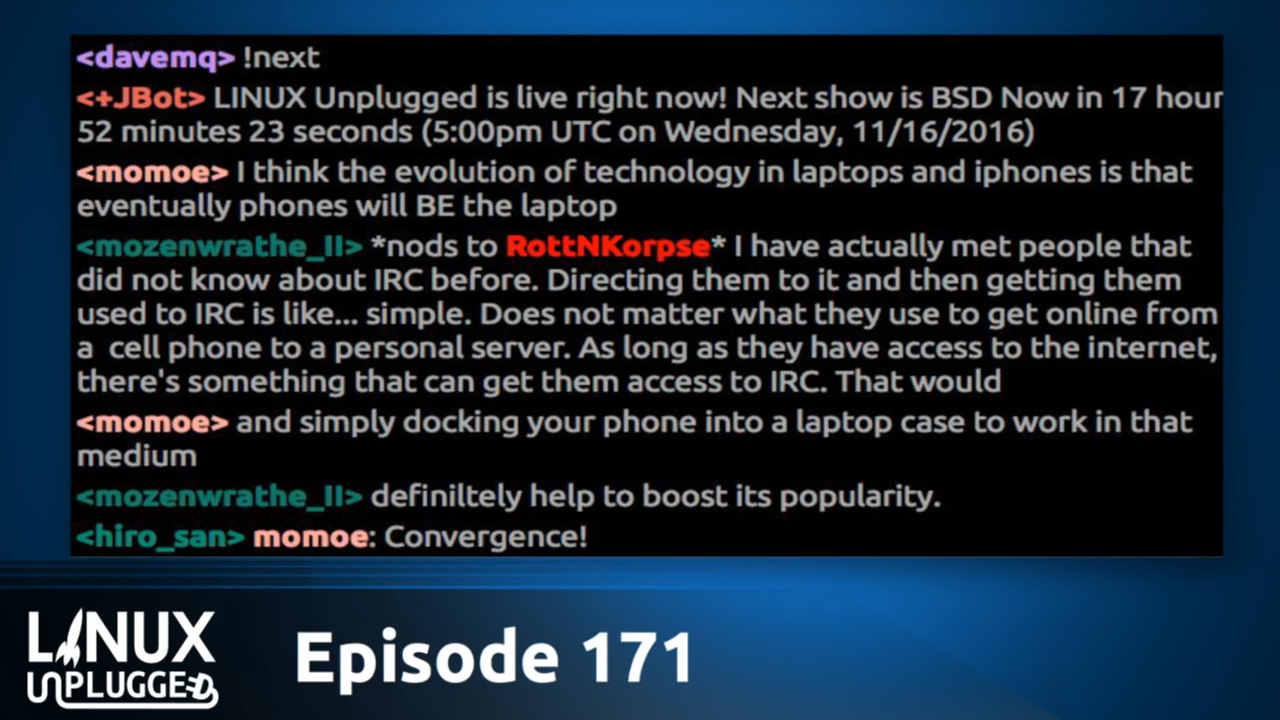 <davemq> !next
<+JBot> LINUX Unplugged is live right now! Next show is BSD Now in 17 hour
52 minutes 23 seconds (5:00pm UTC on Wednesday, 11/16/2016)
<momoe> I think the evolution of technology in laptops and iphones is that
eventually phones will BE the laptop
<mozenwrathe_II> *nods to RottNKorpse* I have actually met people that
did not know about IRC before. Directing them to it and then getting them
used to IRC is like... simple. Does not matter what they use to get online from
a  cell phone to a personal server. As long as they have access to the internet,
there's something that can get them access to IRC. That would
<momoe> and simply docking your phone into a laptop case to work in that
medium
<mozenwrathe_II> definiltely help to boost its popularity.
<hiro_san> momoe: Convergence!
LINUX
UNPLUGGED
Episode 171